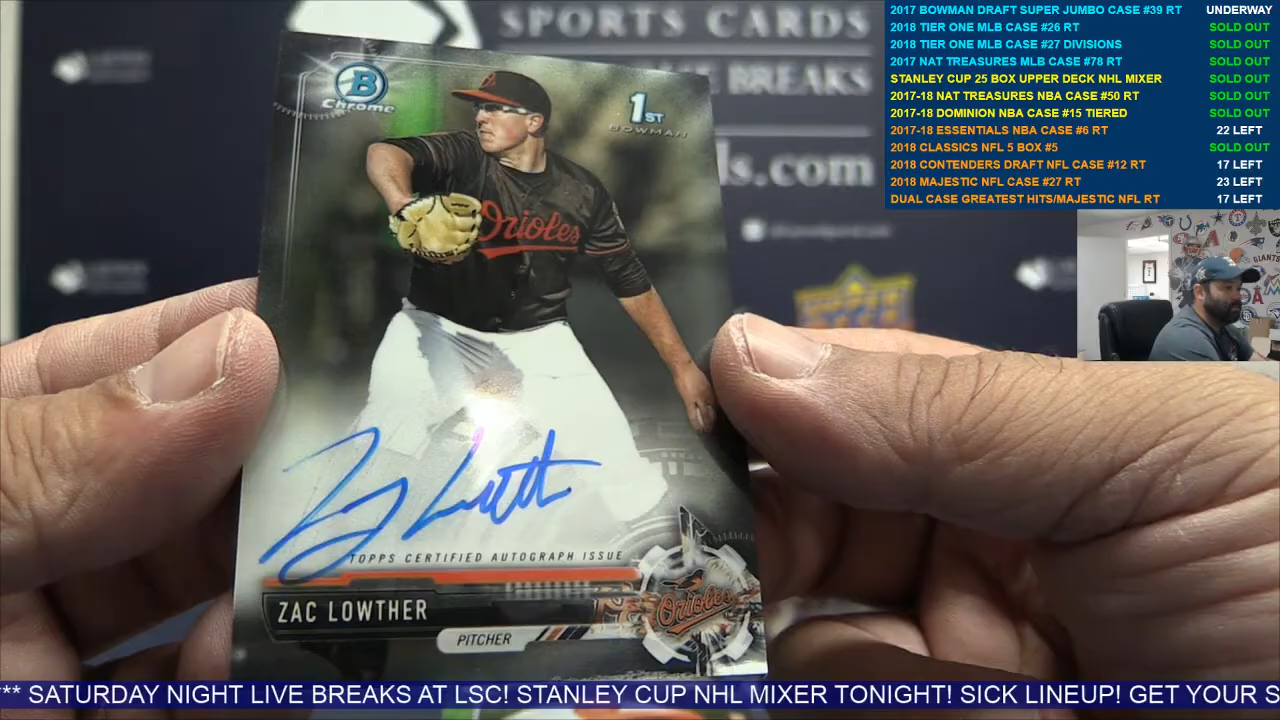 SPORTS CARDS
LIVE BREAKS
ls.com
B
Chrome
1ST
BOWMAN
Orioles
Zac Lowth
TOPPS CERTIFIED AUTOGRAPH ISSUE
ZAC LOWTHER
PITCHER
Orioles
2017 BOWMAN DRAFT SUPER JUMBO CASE #39 RT UNDERWAY
2018 TIER ONE MLB CASE #26 RT SOLD OUT
2018 TIER ONE MLB CASE #27 DIVISIONS SOLD OUT
2017 NAT TREASURES MLB CASE #78 RT SOLD OUT
STANLEY CUP 25 BOX UPPER DECK NHL MIXER SOLD OUT
2017-18 NAT TREASURES NBA CASE #50 RT SOLD OUT
2017-18 DOMINION NBA CASE #15 TIERED SOLD OUT
2017-18 ESSENTIALS NBA CASE #6 RT 22 LEFT
2018 CLASSICS NFL 5 BOX #5 SOLD OUT
2018 CONTENDERS DRAFT NFL CASE #12 RT 17 LEFT
2018 MAJESTIC NFL CASE #27 RT 23 LEFT
DUAL CASE GREATEST HITS/MAJESTIC NFL RT 17 LEFT
GIANTS
*** SATURDAY NIGHT LIVE BREAKS AT LSC! STANLEY CUP NHL MIXER TONIGHT! SICK LINEUP! GET YOUR S